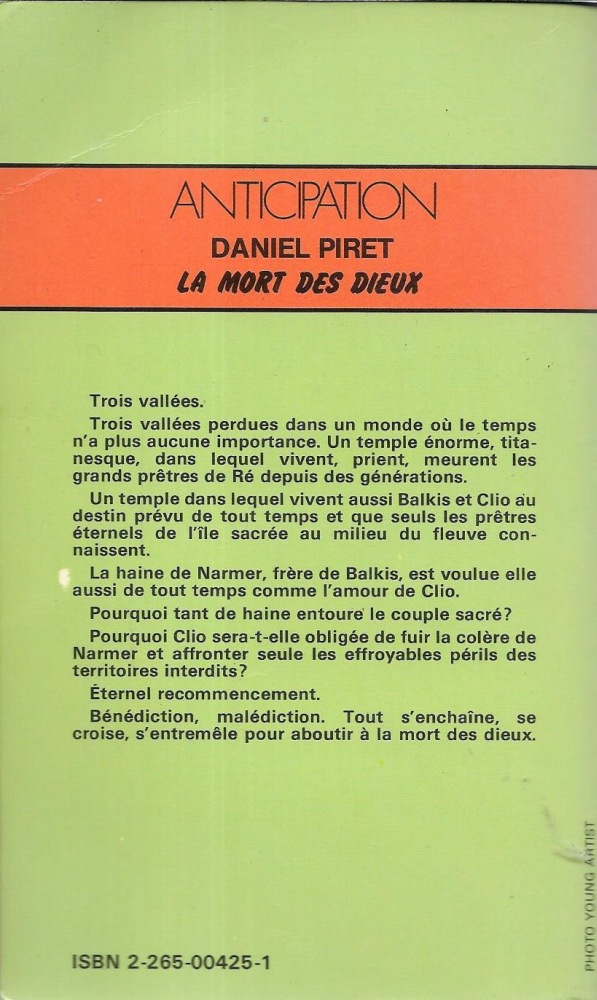 ANTICIPATION
DANIEL PIRET
LA MORT DES DIEUX
Trois vallées.
Trois vallées perdues dans un monde où le temps
n'a plus aucune importance. Un temple énorme, tita-
nesque, dans lequel vivent, prient, meurent les
grands prêtres de Ré depuis des générations.
Un temple dans lequel vivent aussi Balkis et Clio au
destin prévu de tout temps et que seuls les prêtres
éternels de l'île sacrée au milieu du fleuve con-
naissent.
La haine de Narmer, frère de Balkis, est voulue elle
aussi de tout temps comme l'amour de Clio.
Pourquoi tant de haine entoure le couple sacré?
Pourquoi Clio sera-t-elle obligée de fuir la colère de
Narmer et affronter seule les effroyables périls des
territoires interdits?
Éternel recommencement.
Bénédiction, malédiction. Tout s'enchaîne, se
croise, s'entremêle pour aboutir à la mort des dieux.
PHOTO YOUNG ARTIST
ISBN 2-265-00425-1